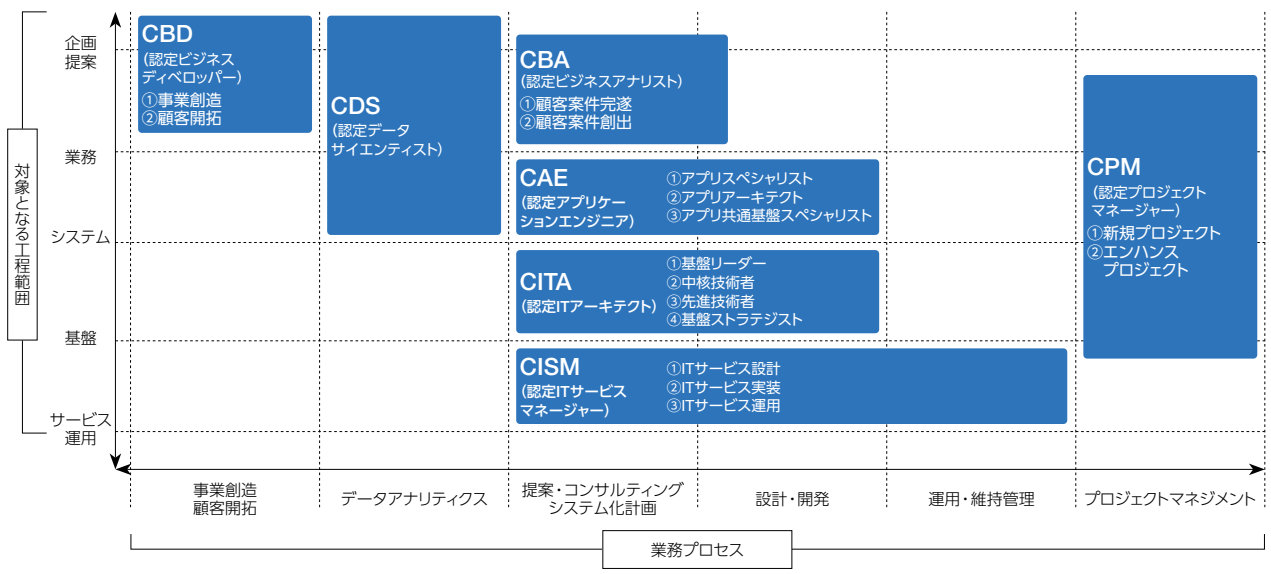 対象となる工程範囲
企画
提案
業務
システム
基盤
サービス
運用
CBD
(認定ビジネス
ディベロッパー)
①事業創造
②顧客開拓
CDS
(認定データ
サイエンティスト)
CBA
(認定ビジネスアナリスト)
①顧客案件完遂
②顧客案件創出
CAE
(認定アプリケー
ションエンジニア)
①アプリスペシャリスト
②アプリアーキテクト
③アプリ共通基盤スペシャリスト
CITA
(認定ITアーキテクト)
①基盤リーダー
②中核技術者
③先進技術者
④基盤ストラテジスト
CISM
(認定ITサービス
マネージャー)
①ITサービス設計
②ITサービス実装
③ITサービス運用
CPM
(認定プロジェクト
マネージャー)
①新規プロジェクト
②エンハンス
プロジェクト
事業創造
顧客開拓
データアナリティクス
提案・コンサルティング
システム化計画
設計・開発
運用・維持管理
プロジェクトマネジメント
業務プロセス